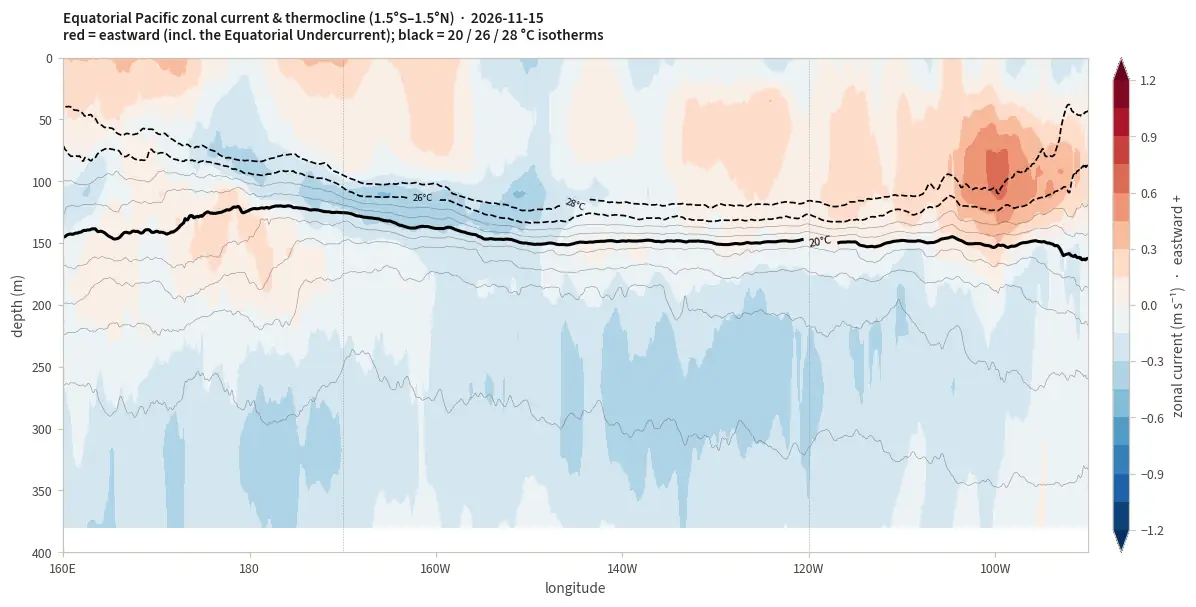 Equatorial Pacific zonal current & thermocline (1.5°S–1.5°N) · 2026-11-15
red = eastward (incl. the Equatorial Undercurrent); black = 20 / 26 / 28 °C isotherms
0
50
100
150
200
250
300
350
400
depth (m)
26°C
28°C
20°C
160E
180
160W
140W
120W
100W
longitude
1.2
0.9
0.6
0.3
0.0
−0.3
−0.6
−0.9
−1.2
zonal current (m s⁻¹) · eastward +